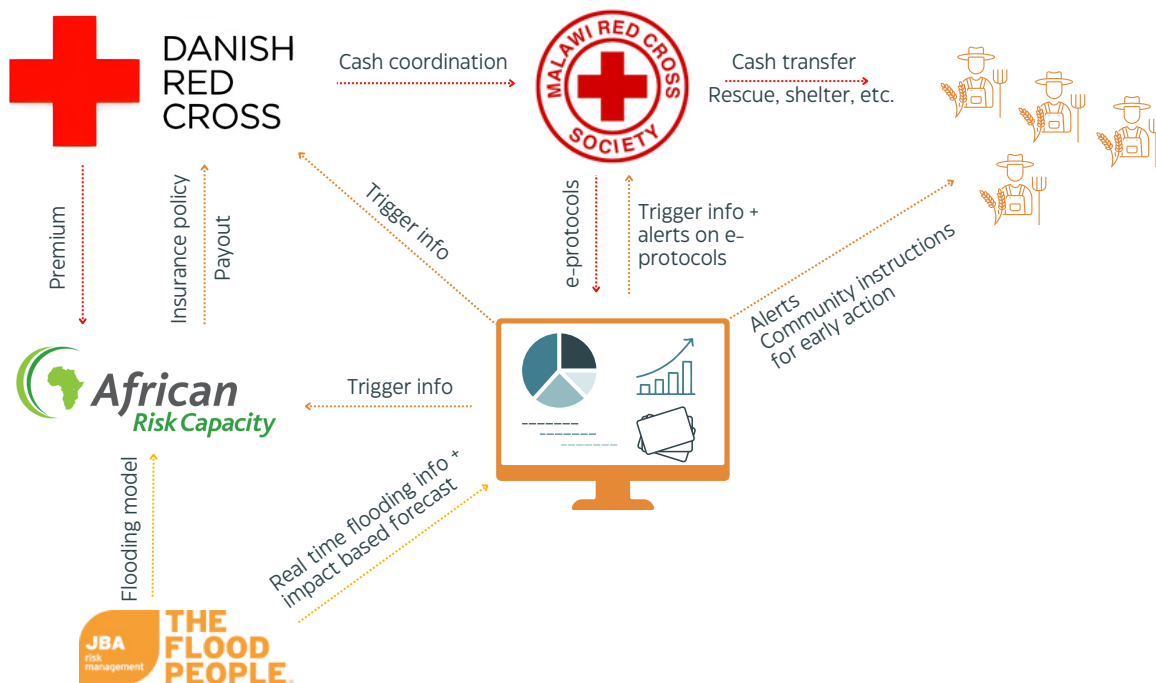 DANISH
RED
CROSS
Cash coordination
MALAWI RED CROSS
SOCIETY
Cash transfer
Rescue, shelter, etc.
Premium
Insurance policy
Payout
Trigger info
e-protocols
Trigger info +
alerts on e-
protocols
Alerts
Community instructions
for early action
African
Risk Capacity
Trigger info
Flooding model
Real time flooding info +
impact based forecast
JBA
risk
management
THE
FLOOD
PEOPLE.